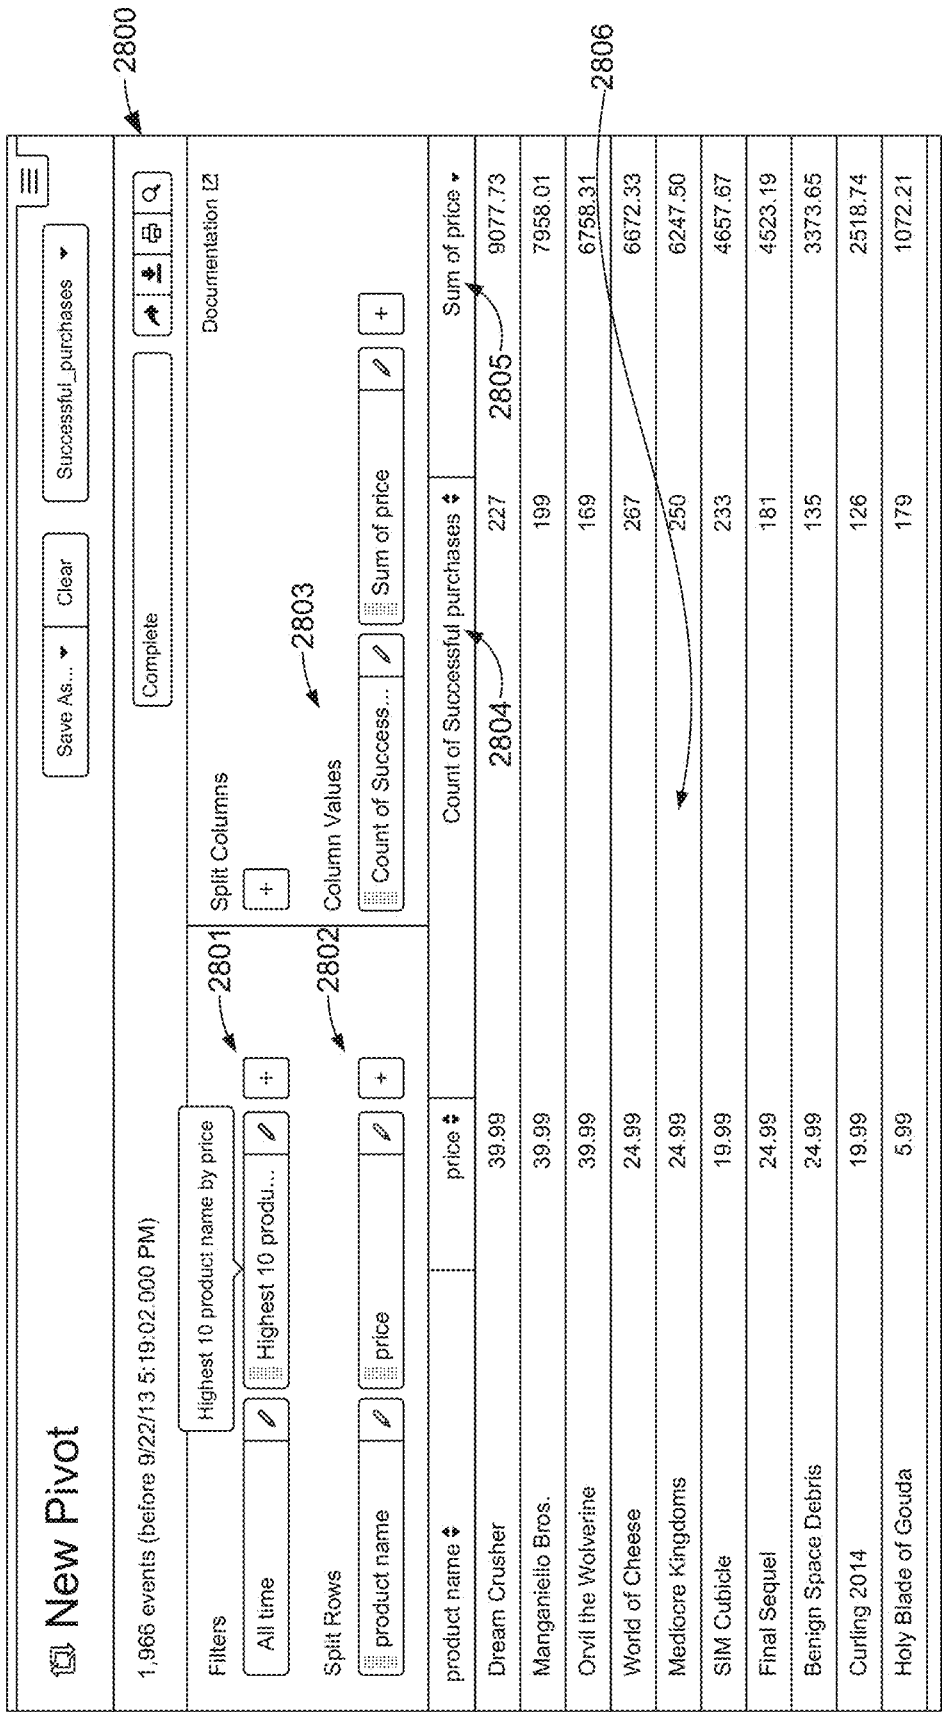 2800
New Pivot
Save As... Clear Successful_purchases
1,966 events (before 9/22/13 5:19:02.000 PM)
Complete
Highest 10 product name by price
Documentation
Filters
2801
Split Columns
All time Highest 10 produ... +
+
Split Rows
2802
Column Values
2803
product name price +
Count of Success... Sum of price +
product name price Count of Successful purchases Sum of price
2804
2805
2806
Dream Crusher 39.99 227 9077.73
Manganiello Bros. 39.99 199 7958.01
Orvil the Wolverine 39.99 169 6758.31
World of Cheese 24.99 267 6672.33
Mediocre Kingdoms 24.99 250 6247.50
SIM Cubicle 19.99 233 4657.67
Final Sequel 24.99 181 4523.19
Benign Space Debris 24.99 135 3373.65
Curling 2014 19.99 126 2518.74
Holy Blade of Gouda 5.99 179 1072.21